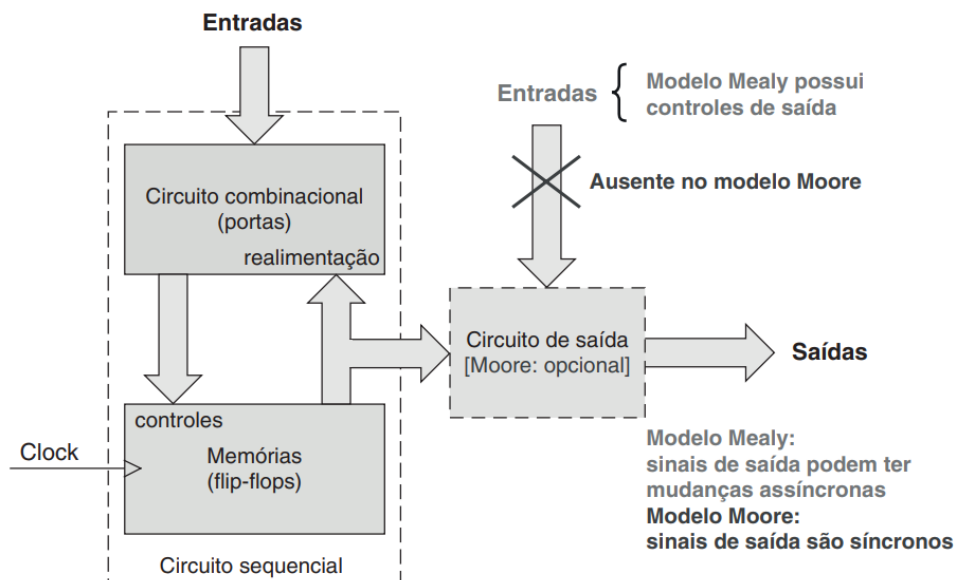 Entradas
Entradas
Modelo Mealy possui
controles de saída
Ausente no modelo Moore
Circuito combinacional
(portas)
realimentação
Circuito de saída
[Moore: opcional]
Saídas
controles
Clock
Memórias
(flip-flops)
Modelo Mealy:
sinais de saída podem ter
mudanças assíncronas
Modelo Moore:
sinais de saída são síncronos
Circuito sequencial